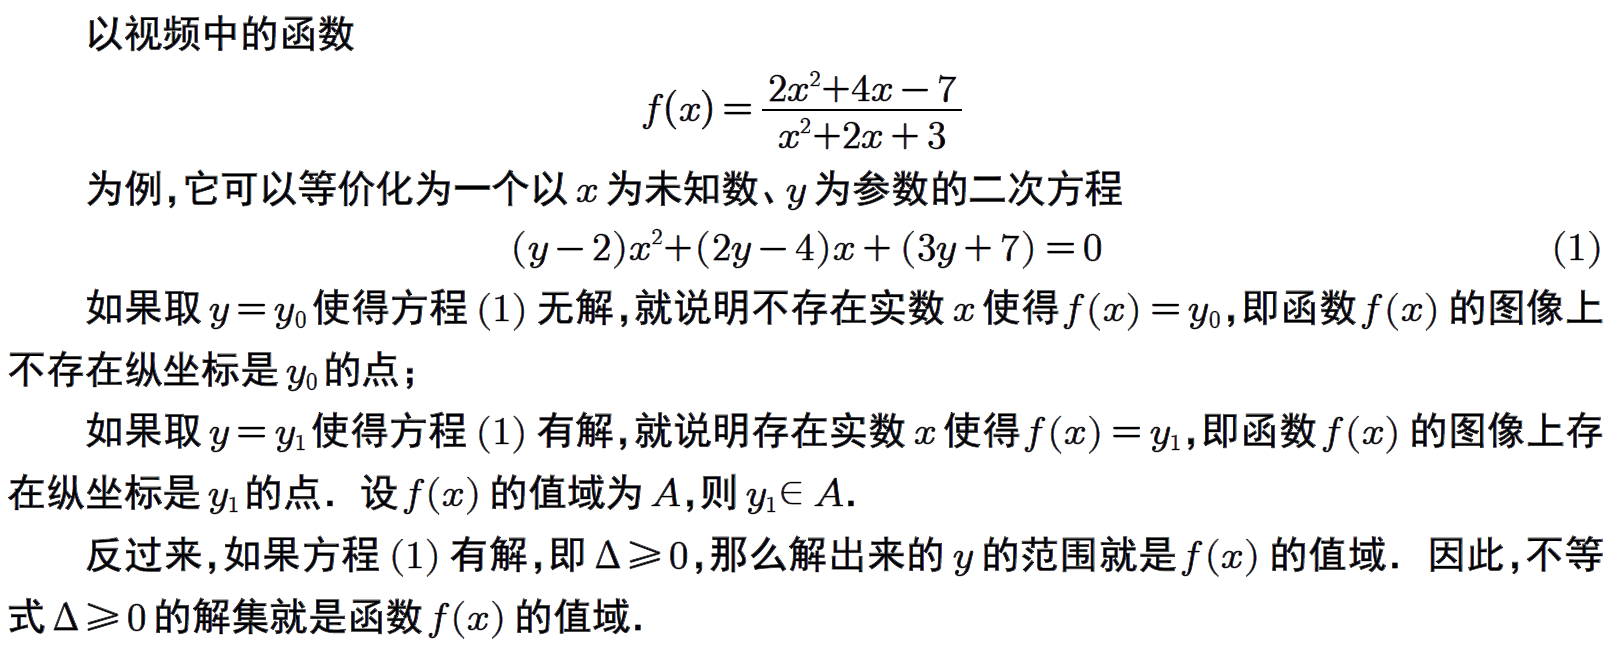 以视频中的函数
f(x) = \frac{2x^2+4x-7}{x^2+2x+3}
为例,它可以等价化为一个以 x 为未知数、y 为参数的二次方程
(y-2)x^2+(2y-4)x+(3y+7)=0 (1)
如果取 y=y_0 使得方程 (1) 无解,就说明不存在实数 x 使得 f(x)=y_0,即函数 f(x) 的图像上
不存在纵坐标是 y_0 的点;
如果取 y=y_1 使得方程 (1) 有解,就说明存在实数 x 使得 f(x)=y_1,即函数 f(x) 的图像上存
在纵坐标是 y_1 的点. 设 f(x) 的值域为 A,则 y_1∈A.
反过来,如果方程 (1) 有解,即 Δ⩾0,那么解出来的 y 的范围就是 f(x) 的值域. 因此,不等
式 Δ⩾0 的解集就是函数 f(x) 的值域.